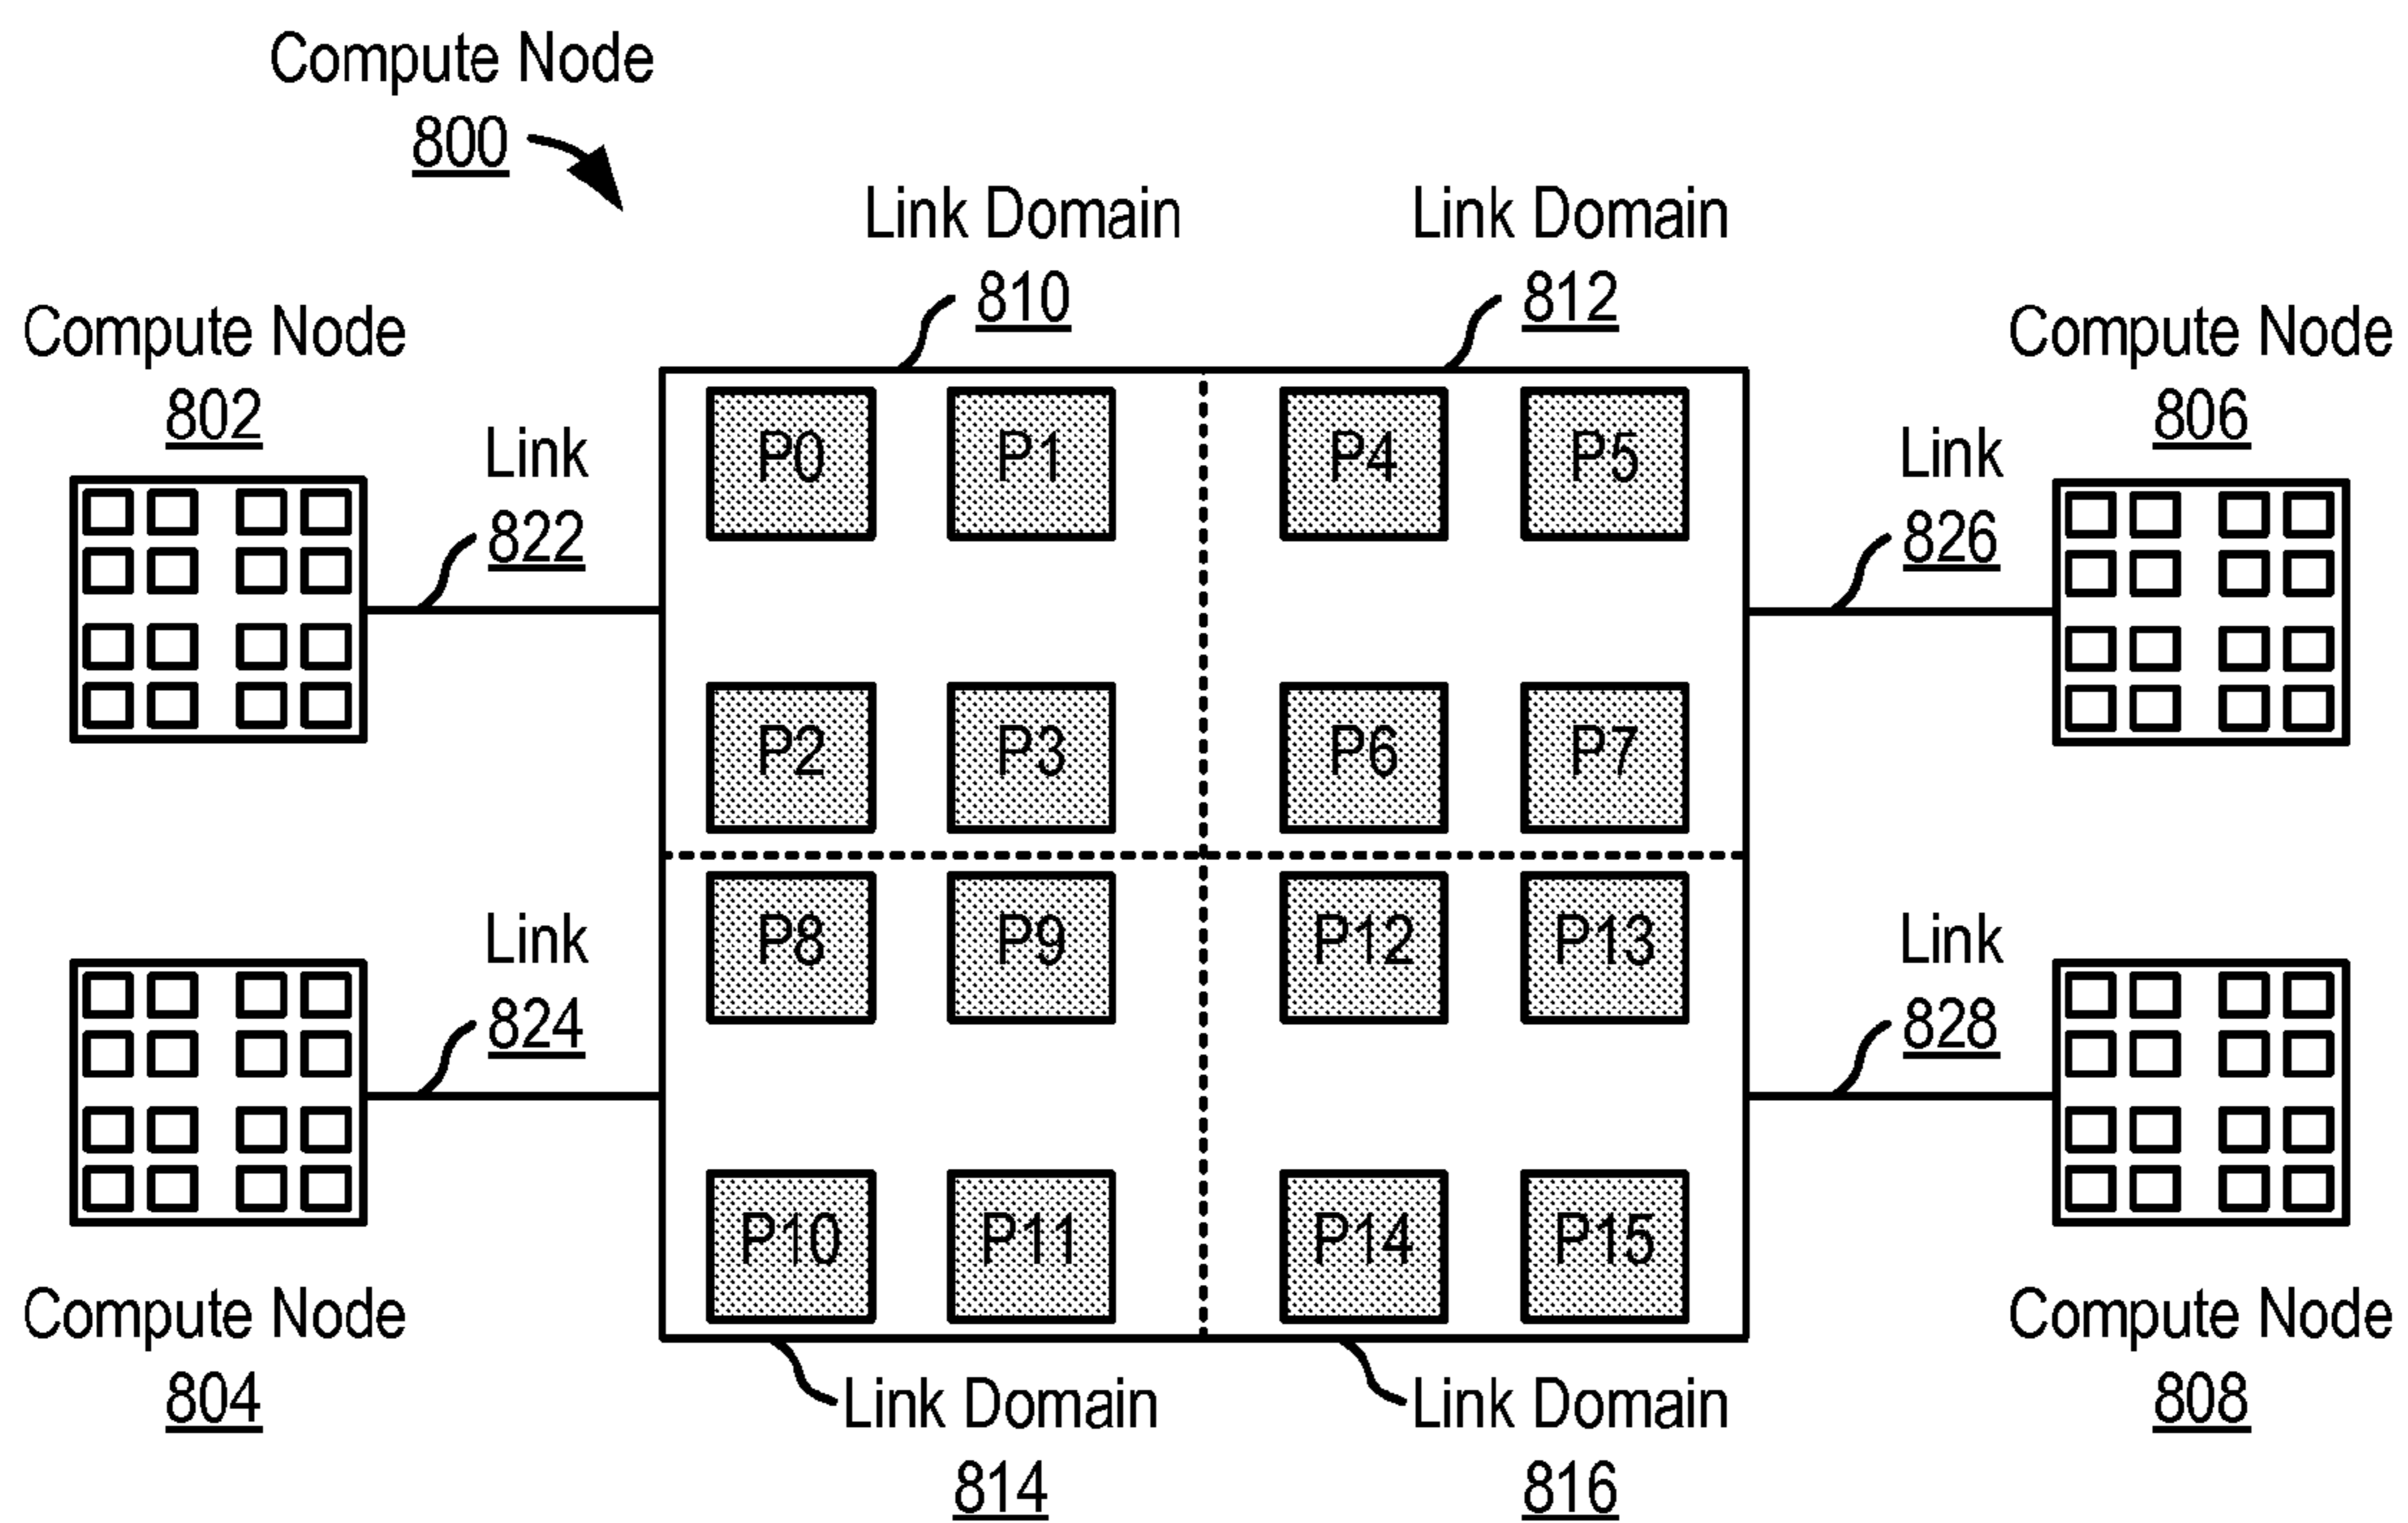 Compute Node
800
Link Domain
810
Link Domain
812
Compute Node
802
Compute Node
806
Link
822
Link
826
P0 P1 P4 P5
P2 P3 P6 P7
P8 P9 P12 P13
Link
824
Link
828
P10 P11 P14 P15
Compute Node
804
Compute Node
808
Link Domain
814
Link Domain
816